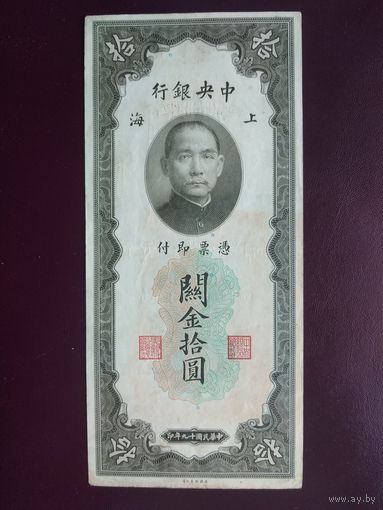 拾 拾
中央銀行
上海
憑票即付
關金拾圓
中華民國十九年印
拾 拾
www.ay.by